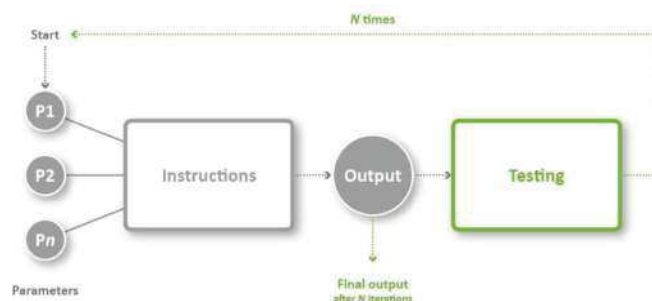 N times
Start
P1
P2
Pn
Instructions
Output
Testing
Parameters
Final output
after N iterations